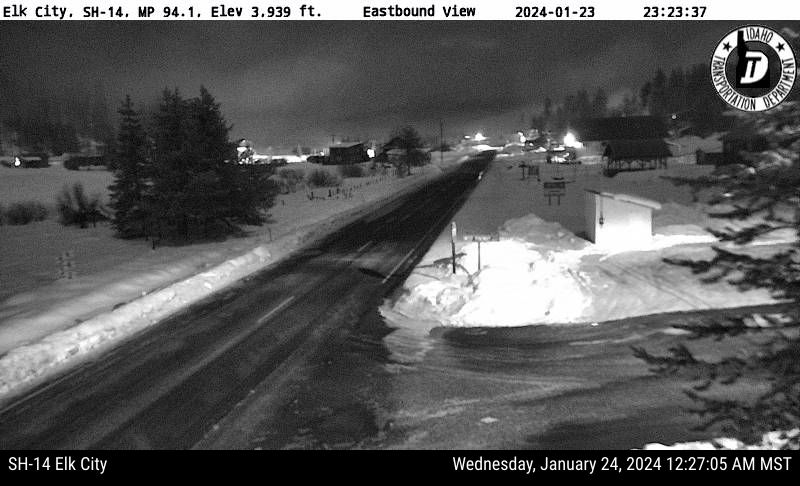 Elk City, SH-14, MP 94.1, Elev 3,939 ft. Eastbound View 2024-01-23 23:23:37
IDAHO
TRANSPORTATION DEPARTMENT
SH-14 Elk City Wednesday, January 24, 2024 12:27:05 AM MST